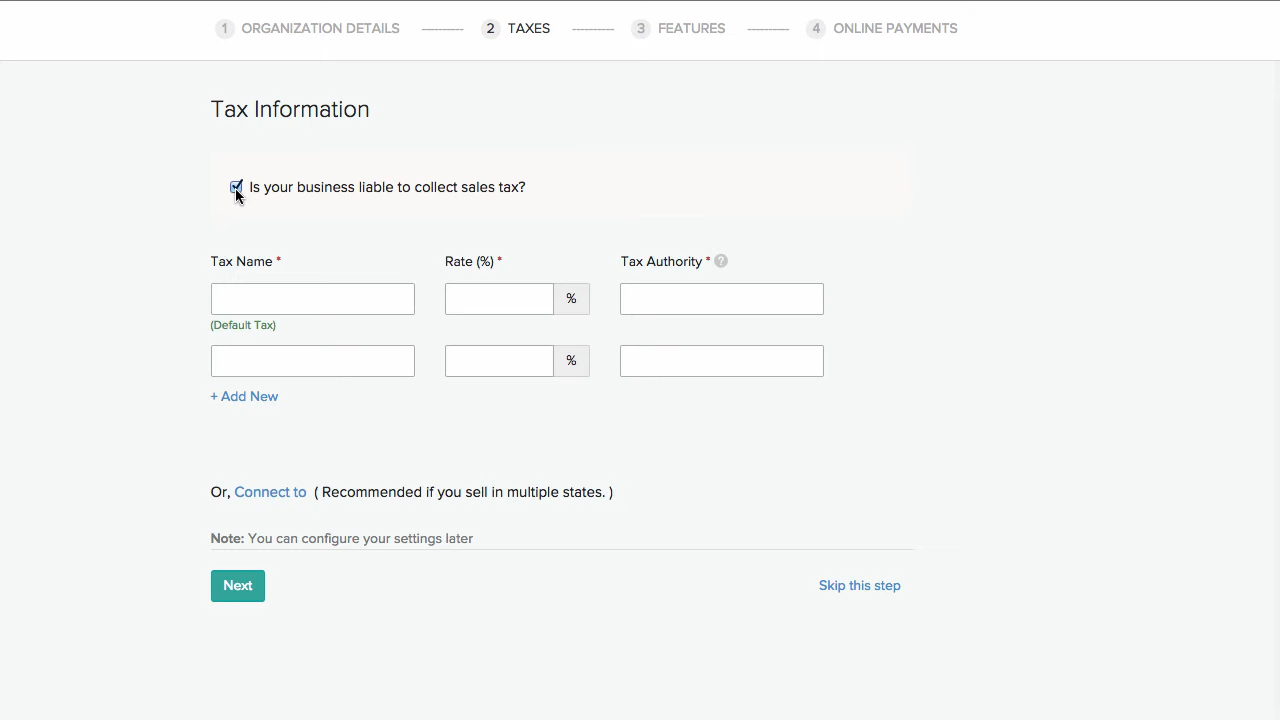 1 ORGANIZATION DETAILS ---------- 2 TAXES ---------- 3 FEATURES ---------- 4 ONLINE PAYMENTS
Tax Information
Is your business liable to collect sales tax?
Tax Name * Rate (%) * Tax Authority * ?
%
(Default Tax)
%
+ Add New
Or, Connect to ( Recommended if you sell in multiple states. )
Note: You can configure your settings later
Next Skip this step